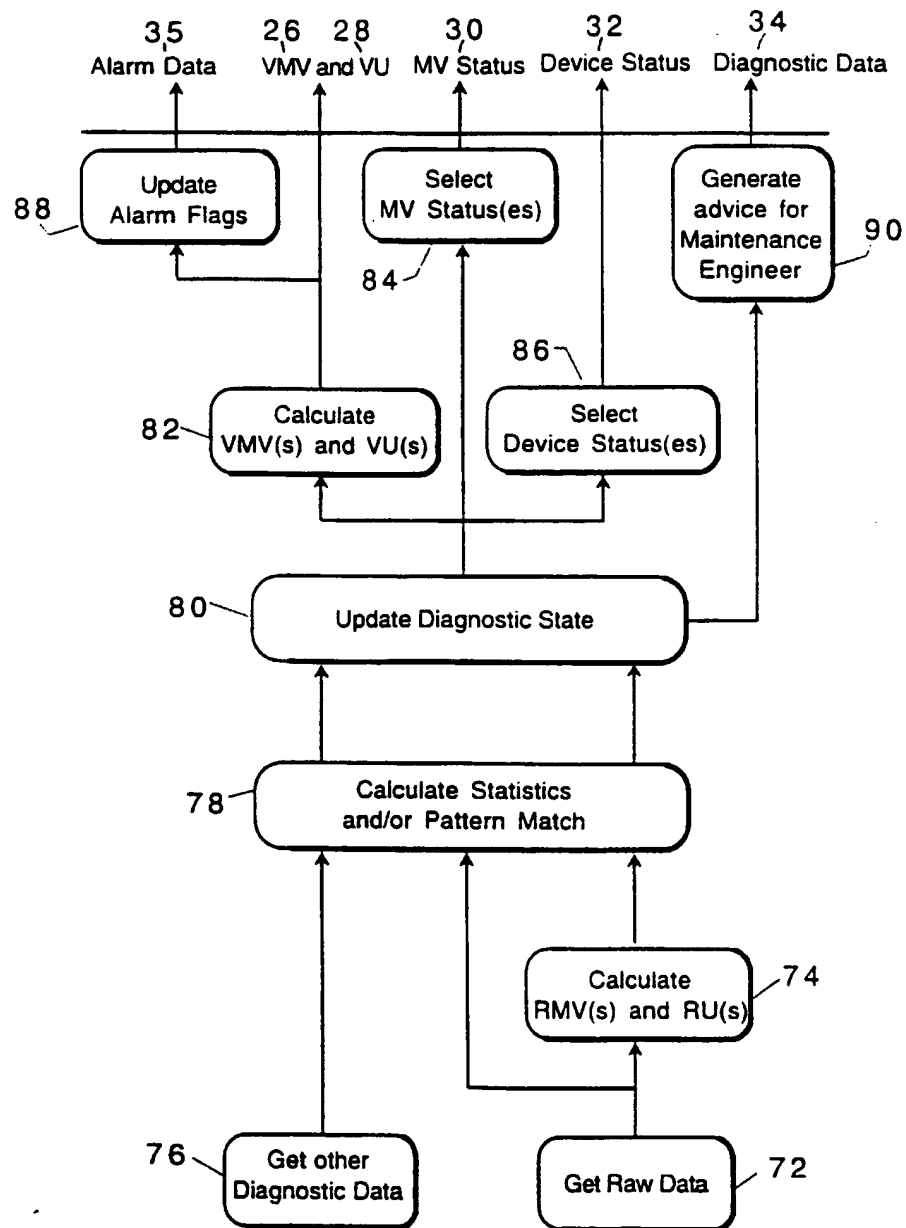 35 26 28 30 32 34
Alarm Data VMV and VU MV Status Device Status Diagnostic Data
Update
Alarm Flags
88
Select
MV Status(es)
84
Generate
advice for
Maintenance
Engineer
90
86
82
Calculate
VMV(s) and VU(s)
Select
Device Status(es)
80
Update Diagnostic State
78
Calculate Statistics
and/or Pattern Match
Calculate
RMV(s) and RU(s)
74
76
Get other
Diagnostic Data
Get Raw Data
72